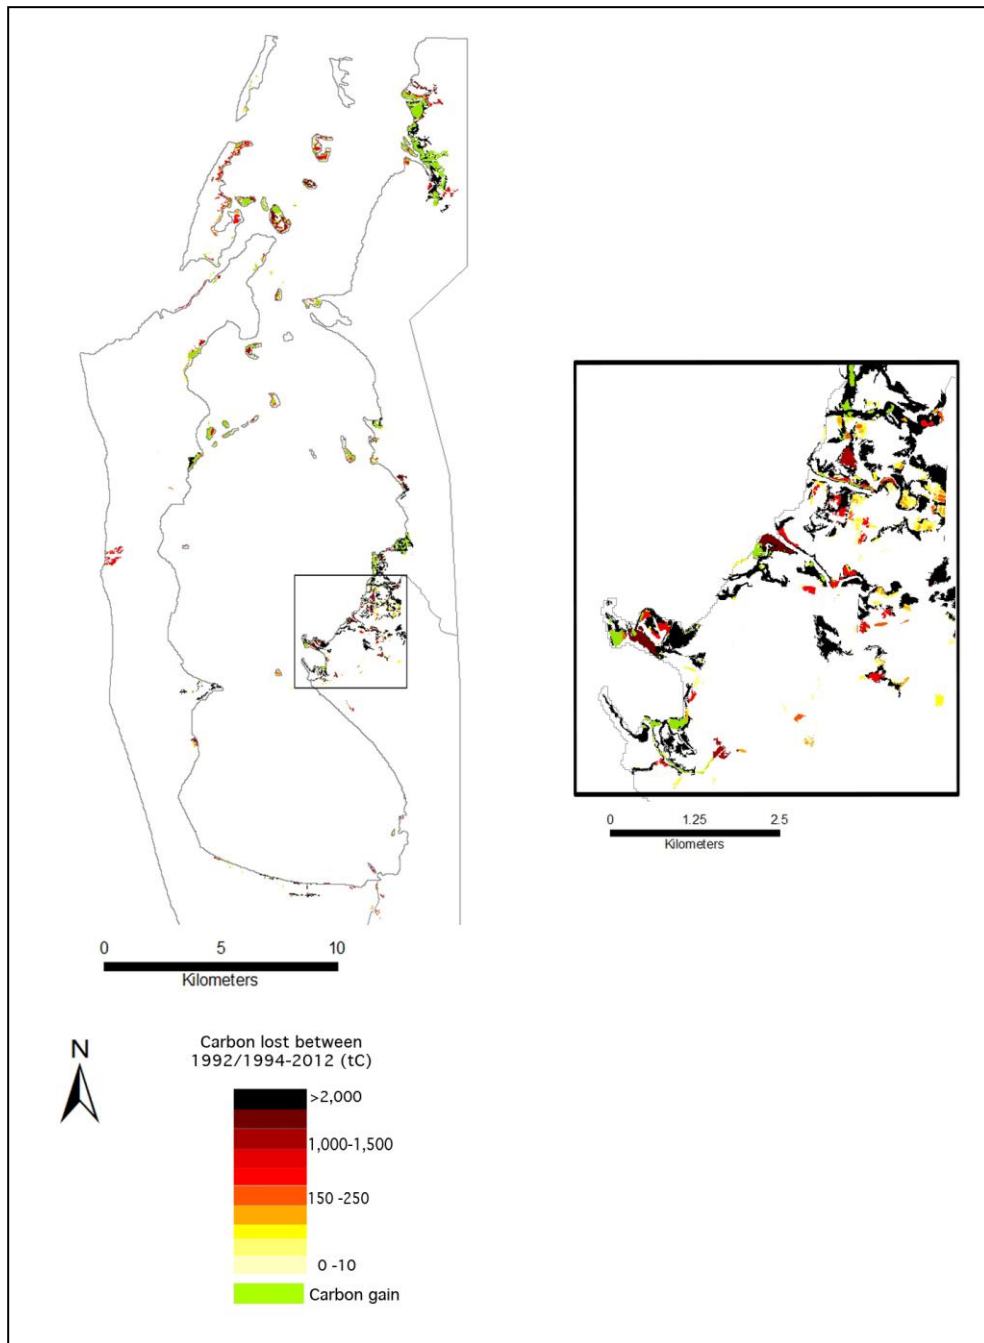 0 1.25 2.5
Kilometers
0 5 10
Kilometers
N
Carbon lost between
1992/1994-2012 (tC)
>2,000
1,000-1,500
150 -250
0 -10
Carbon gain